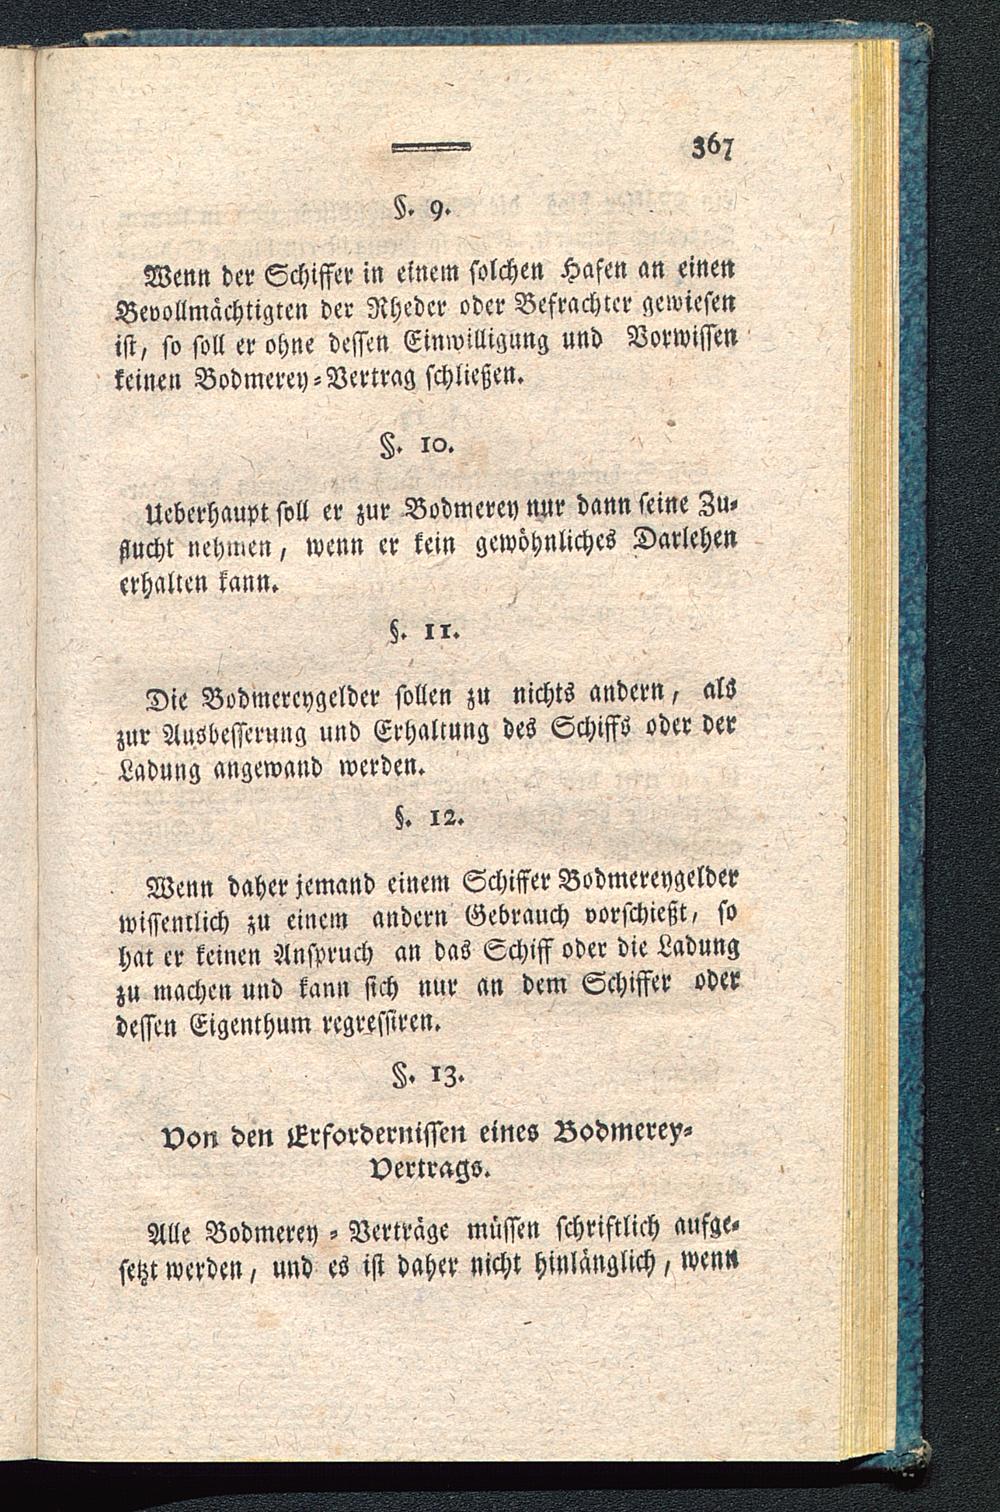 367
§. 9.
Wenn der Schiffer in einem solchen Hafen an einen
Bevollmächtigten der Rheder oder Befrachter gewiesen
ist, so soll er ohne dessen Einwilligung und Vorwissen
keinen Bodmerey-Vertrag schließen.
§. 10.
Ueberhaupt soll er zur Bodmerey nur dann seine Zu-
flucht nehmen, wenn er kein gewöhnliches Darlehen
erhalten kann.
§. 11.
Die Bodmereygelder sollen zu nichts andern, als
zur Ausbesserung und Erhaltung des Schiffs oder der
Ladung angewand werden.
§. 12.
Wenn daher jemand einem Schiffer Bodmereygelder
wissentlich zu einem andern Gebrauch vorschießt, so
hat er keinen Anspruch an das Schiff oder die Ladung
zu machen und kann sich nur an dem Schiffer oder
dessen Eigenthum regressiren.
§. 13.
Von den Erfordernissen eines Bodmerey-
Vertrags.
Alle Bodmerey-Verträge müssen schriftlich aufge-
setzt werden, und es ist daher nicht hinlänglich, wenn